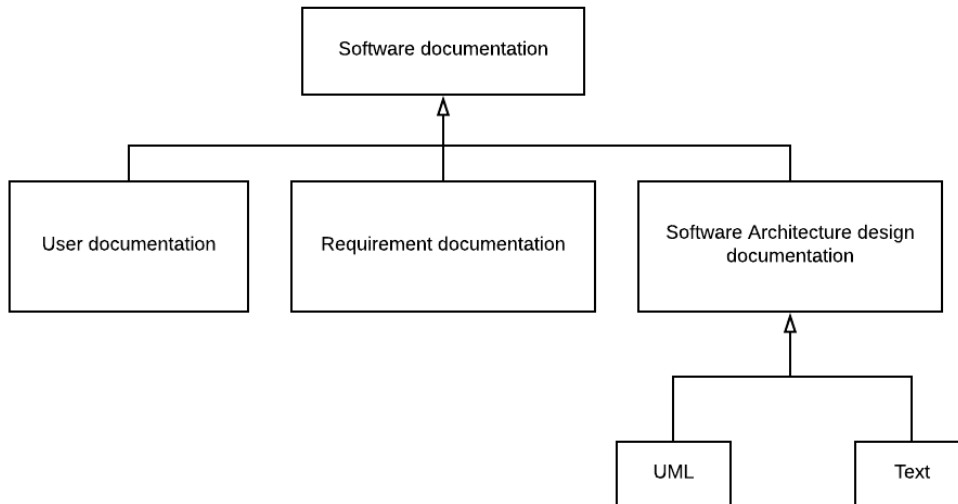 Software documentation
User documentation
Requirement documentation
Software Architecture design
documentation
UML
Text